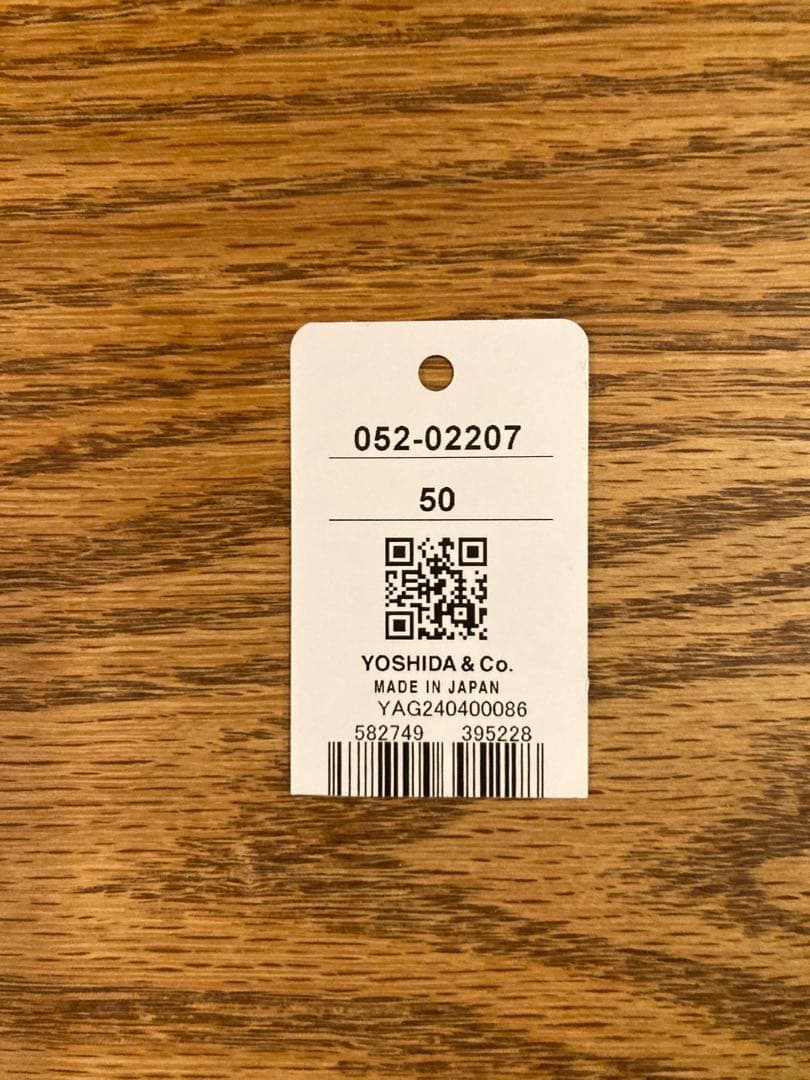 052-02207
50
YOSHIDA & Co.
MADE IN JAPAN
YAG240400086
582749 395228